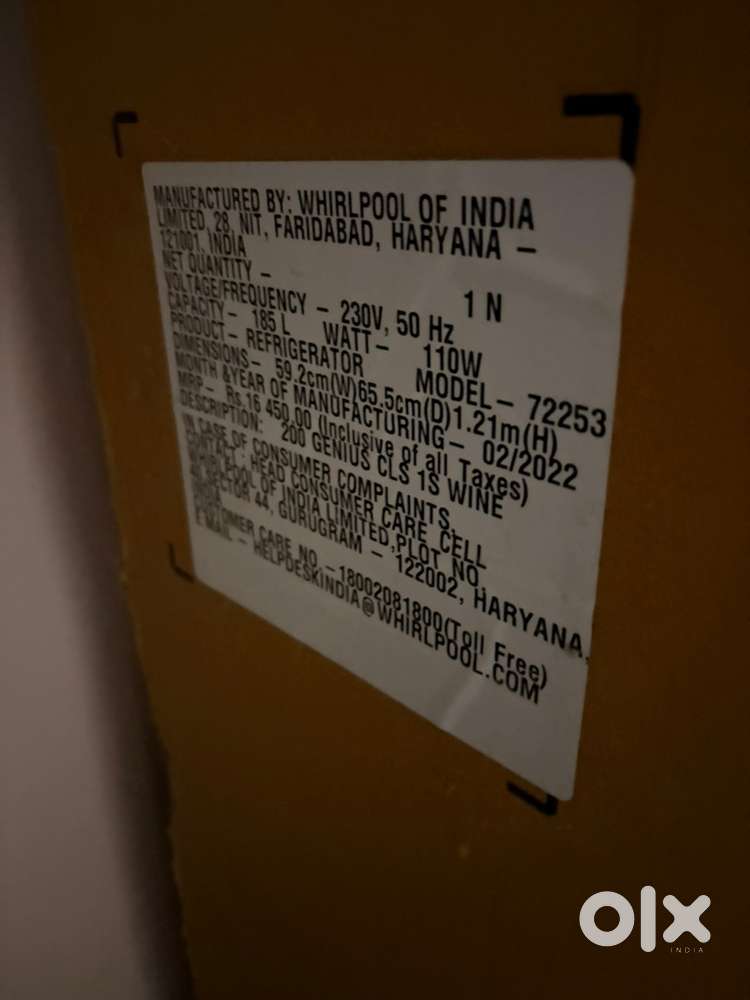 MANUFACTURED BY: WHIRLPOOL OF INDIA
LIMITED, 28, NIT, FARIDABAD, HARYANA –
121001, INDIA
NET QUANTITY – 1 N
VOLTAGE/FREQUENCY – 230V, 50 Hz
CAPACITY – 185 L WATT – 110W
PRODUCT – REFRIGERATOR MODEL – 72253
DIMENSIONS – 59.2cm(W)65.5cm(D)1.21m(H)
MONTH &YEAR OF MANUFACTURING – 02/2022
MRP – Rs.16 450.00 (Inclusive of all Taxes)
DESCRIPTION: 200 GENIUS CLS 1S WINE
IN CASE OF CONSUMER COMPLAINTS,
CONTACT : HEAD CONSUMER CARE CELL
WHIRLPOOL OF INDIA LIMITED,PLOT NO
SECTOR 44, GURUGRAM – 122002, HARYANA,
INDIA
CUSTOMER CARE NO. –18002081800(Toll Free)
E.MAIL – HELPDESKINDIA@WHIRLPOOL.COM
olx
INDIA